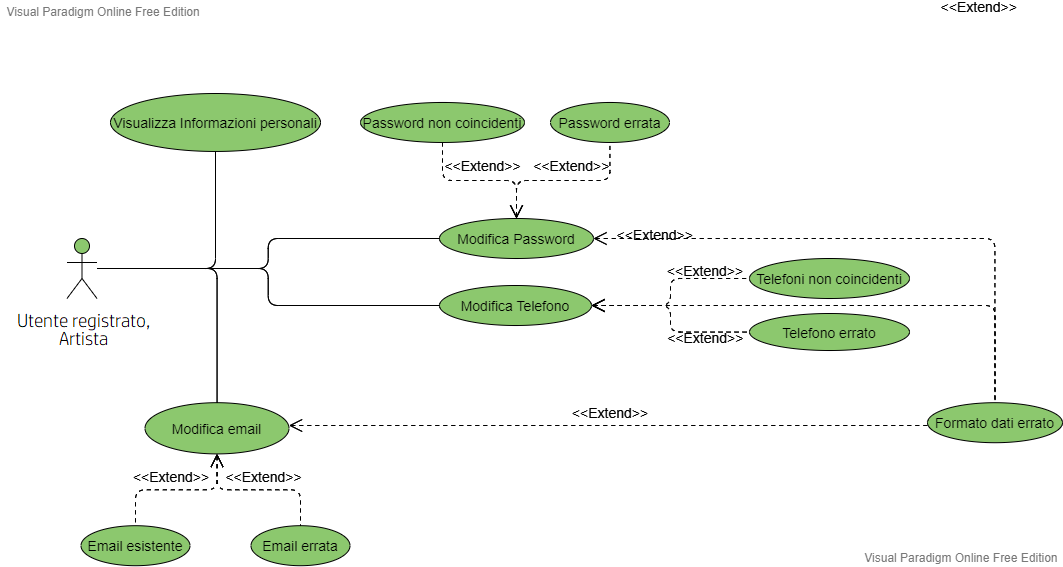 Visual Paradigm Online Free Edition
<<Extend>>
Visualizza Informazioni personali
Password non coincidenti
Password errata
<<Extend>>
<<Extend>>
Modifica Password
<<Extend>>
<<Extend>>
Telefoni non coincidenti
Modifica Telefono
Utente registrato,
Artista
Telefono errato
<<Extend>>
<<Extend>>
Modifica email
Formato dati errato
<<Extend>>
<<Extend>>
Email esistente
Email errata
Visual Paradigm Online Free Edition